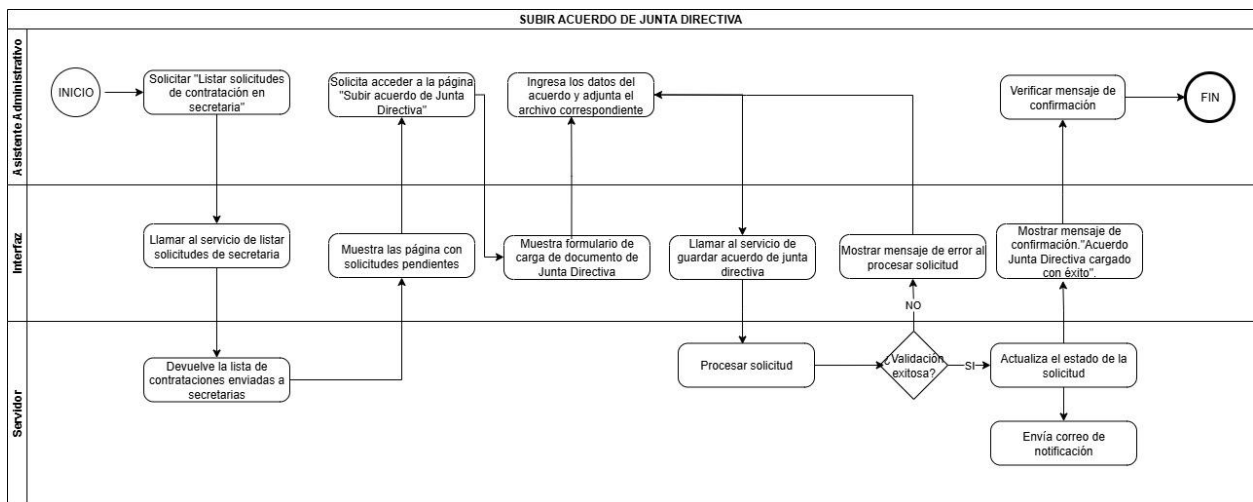 SUBIR ACUERDO DE JUNTA DIRECTIVA
Asistente Administrativo
INICIO
Solicitar "Listar solicitudes
de contratación en
secretaria"
Solicita acceder a la página
"Subir acuerdo de Junta
Directiva"
Ingresa los datos del
acuerdo y adjunta el
archivo correspondiente
Verificar mensaje de
confirmación
FIN
Interfaz
Llamar al servicio de listar
solicitudes de secretaria
Muestra las página con
solicitudes pendientes
Muestra formulario de
carga de documento de
Junta Directiva
Llamar al servicio de
guardar acuerdo de junta
directiva
Mostrar mensaje de error al
procesar solicitud
Mostrar mensaje de
confirmación."Acuerdo
Junta Directiva cargado
con éxito".
NO
Servidor
Devuelve la lista de
contrataciones enviadas a
secretarias
Procesar solicitud
¿Validación
exitosa?
SI
Actualiza el estado de la
solicitud
Envía correo de
notificación